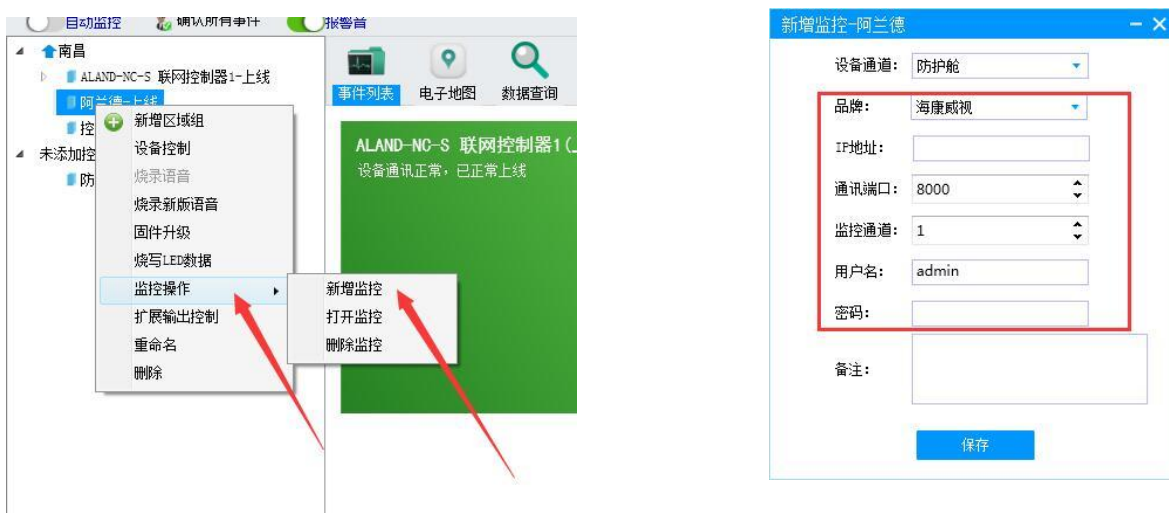 自动监控 确认所有事件 报警音
南昌
ALAND-NC-S 联网控制器1-上线
阿兰德-上线
控
未添加控
防
新增区域组
设备控制
烧录语音
烧录新版语音
固件升级
烧写LED数据
监控操作
扩展输出控制
重命名
删除
新增监控
打开监控
删除监控
事件列表 电子地图 数据查询
ALAND-NC-S 联网控制器1(
设备通讯正常，已正常上线
新增监控-阿兰德
设备通道： 防护舱
品牌： 海康威视
IP地址：
通讯端口： 8000
监控通道： 1
用户名： admin
密码：
备注：
保存